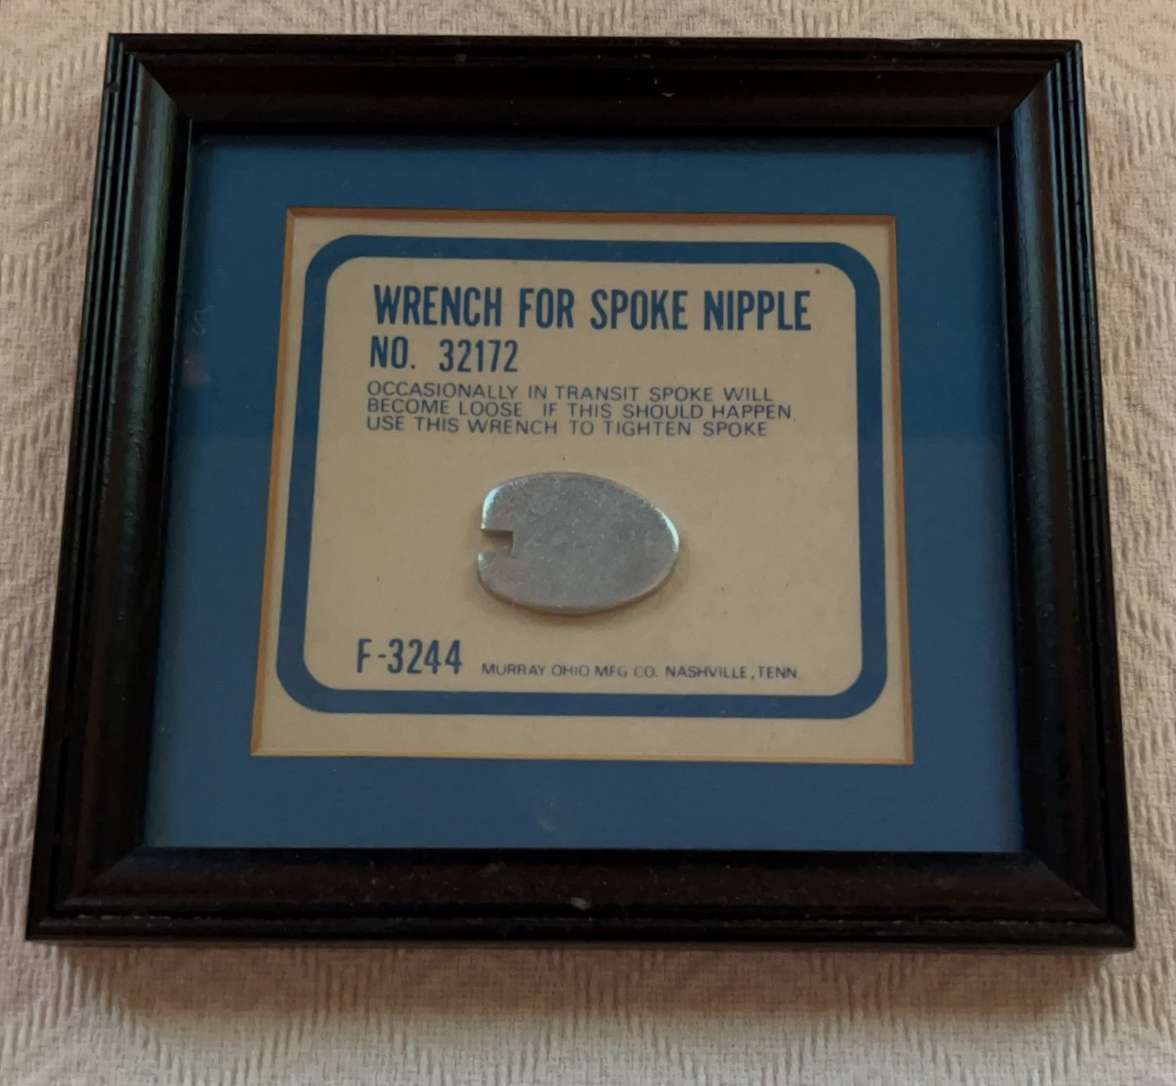 WRENCH FOR SPOKE NIPPLE
NO. 32172
OCCASIONALLY IN TRANSIT SPOKE WILL
BECOME LOOSE IF THIS SHOULD HAPPEN,
USE THIS WRENCH TO TIGHTEN SPOKE
F-3244 MURRAY OHIO MFG CO. NASHVILLE, TENN.